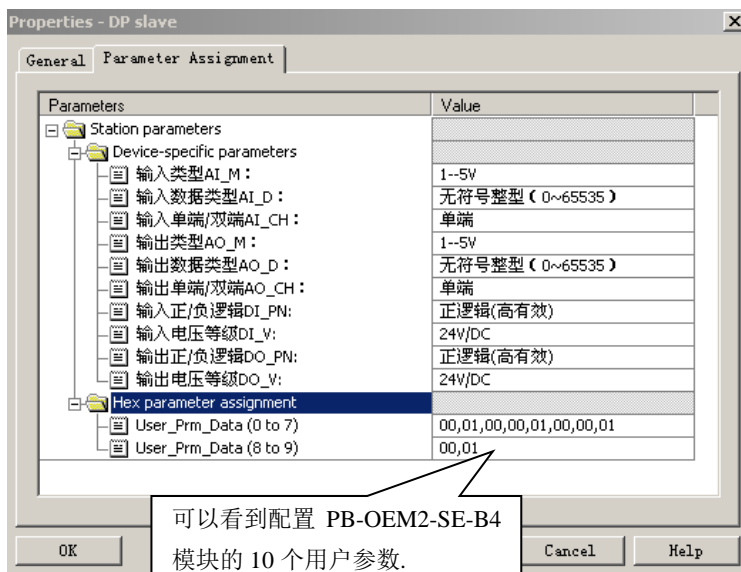 Properties - DP slave
General Parameter Assignment
Parameters Value
Station parameters
Device-specific parameters
输入类型AI_M： 1--5V
输入数据类型AI_D： 无符号整型（0~65535）
输入单端/双端AI_CH： 单端
输出类型AO_M： 1--5V
输出数据类型AO_D： 无符号整型（0~65535）
输出单端/双端AO_CH： 单端
输入正/负逻辑DI_PN: 正逻辑(高有效)
输入电压等级DI_V: 24V/DC
输出正/负逻辑DO_PN: 正逻辑(高有效)
输出电压等级DO_V: 24V/DC
Hex parameter assignment
User_Prm_Data (0 to 7) 00,01,00,00,01,00,00,01
User_Prm_Data (8 to 9) 00,01
可以看到配置 PB-OEM2-SE-B4
模块的 10 个用户参数.
OK Cancel Help